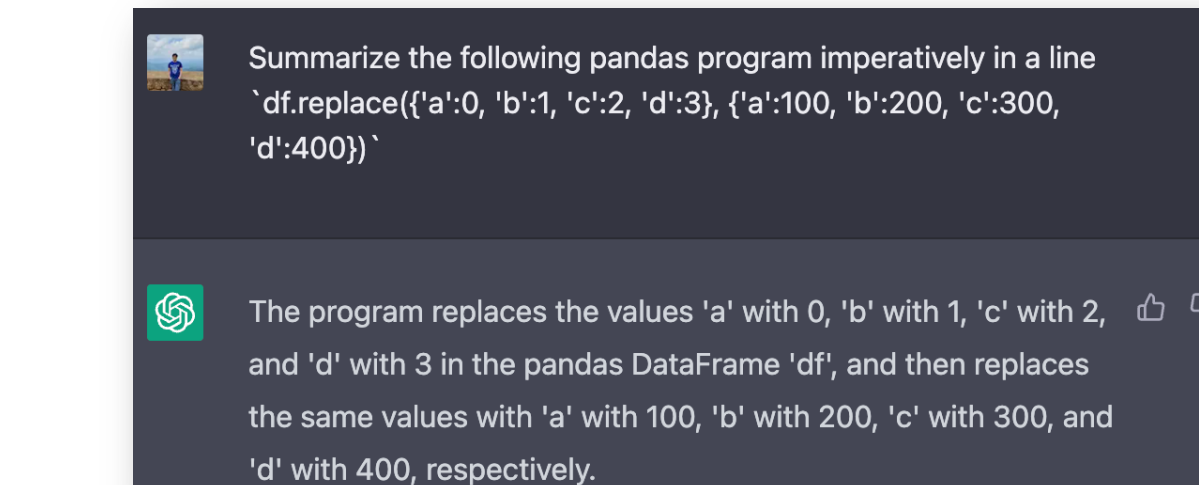 Summarize the following pandas program imperatively in a line
`df.replace({'a':0, 'b':1, 'c':2, 'd':3}, {'a':100, 'b':200, 'c':300,
'd':400})`
The program replaces the values 'a' with 0, 'b' with 1, 'c' with 2,
and 'd' with 3 in the pandas DataFrame 'df', and then replaces
the same values with 'a' with 100, 'b' with 200, 'c' with 300, and
'd' with 400, respectively.